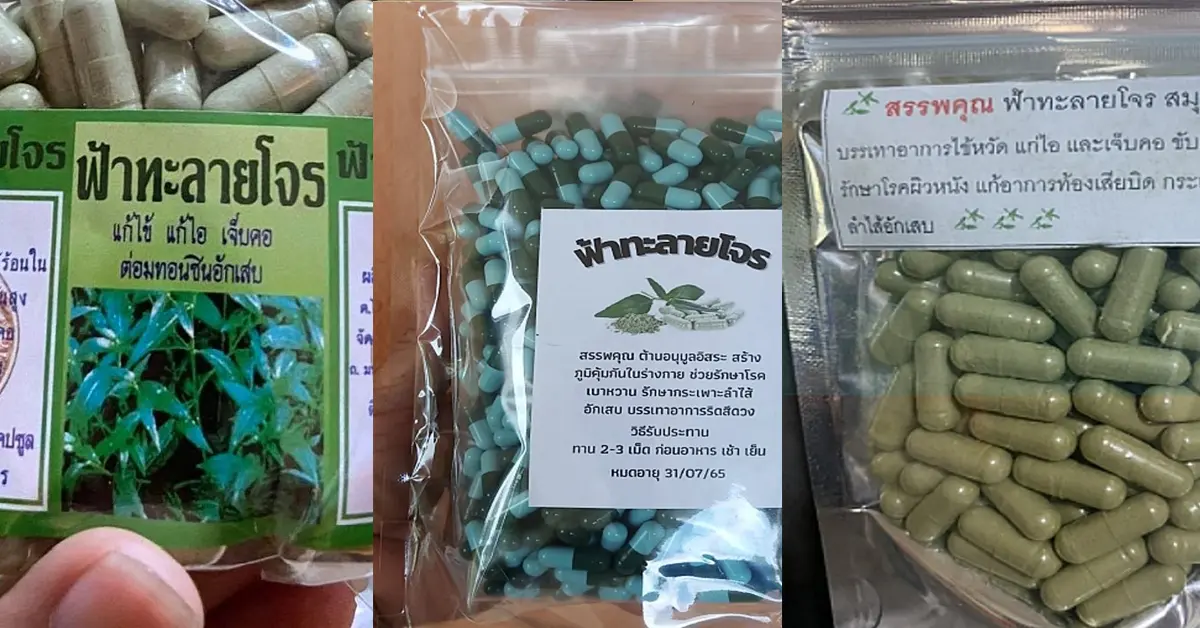 ฟ้าทะลายโจร
แก้ไข้ แก้ไอ เจ็บคอ
ต่อมทอนซินอักเสบ
ฟ้าทะลายโจร
สรรพคุณ ต้านอนุมูลอิสระ สร้าง
ภูมิคุ้มกันในร่างกาย ช่วยรักษาโรค
เบาหวาน รักษากระเพาะลำไส้
อักเสบ บรรเทาอาการริดสีดวง
วิธีรับประทาน
ทาน 2-3 เม็ด ก่อนอาหาร เช้า เย็น
หมดอายุ 31/07/65
สรรพคุณ ฟ้าทะลายโจร สมุ
บรรเทาอาการไข้หวัด แก้ไอ และเจ็บคอ ขับ
รักษาโรคผิวหนัง แก้อาการท้องเสียบิด กระ
ลำไส้อักเสบ